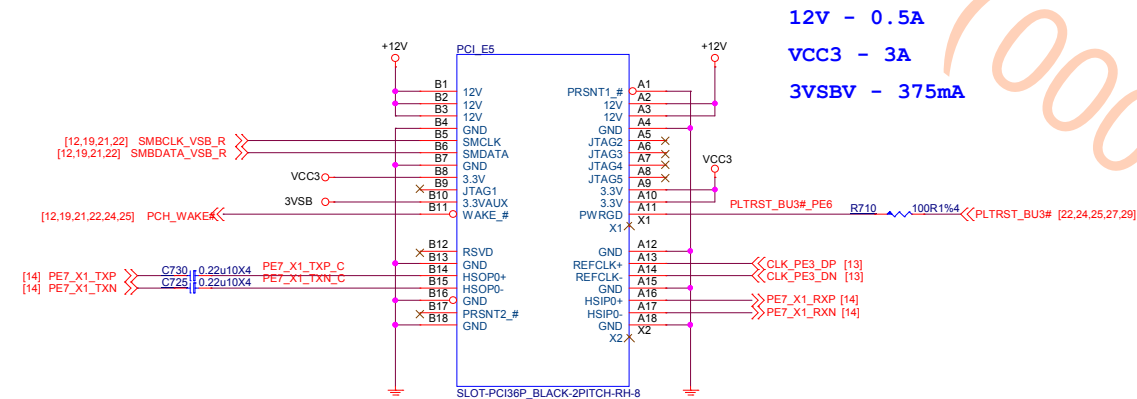 12V - 0.5A
VCC3 - 3A
3VSBV - 375mA
+12V
PCI_E5
+12V
B1 12V PRSNT1_# A1
B2 12V 12V A2
B3 12V 12V A3
B4 GND GND A4
[12,19,21,22] SMBCLK_VSB_R B5 SMCLK JTAG2 A5
[12,19,21,22] SMBDATA_VSB_R B6 SMDATA JTAG3 A6
B7 GND JTAG4 A7
VCC3 B8 3.3V JTAG5 A8
VCC3
B9 JTAG1 3.3V A9
3VSB B10 3.3VAUX 3.3V A10
[12,19,21,22,24,25] PCH_WAKE# B11 WAKE_# PWRGD A11 PLTRST_BU3#_PE6 R710 100R1%4 PLTRST_BU3# [22,24,25,27,29]
X1 X1
B12 RSVD GND A12
B13 GND REFCLK+ A13 CLK_PE3_DP [13]
[14] PE7_X1_TXP C730 0.22u10X4 PE7_X1_TXP_C B14 HSOP0+ REFCLK- A14 CLK_PE3_DN [13]
[14] PE7_X1_TXN C725 0.22u10X4 PE7_X1_TXN_C B15 HSOP0- GND A15
B16 GND HSIP0+ A16 PE7_X1_RXP [14]
B17 PRSNT2_# HSIP0- A17 PE7_X1_RXN [14]
B18 GND GND A18
X2 X2
SLOT-PCI36P_BLACK-2PITCH-RH-8